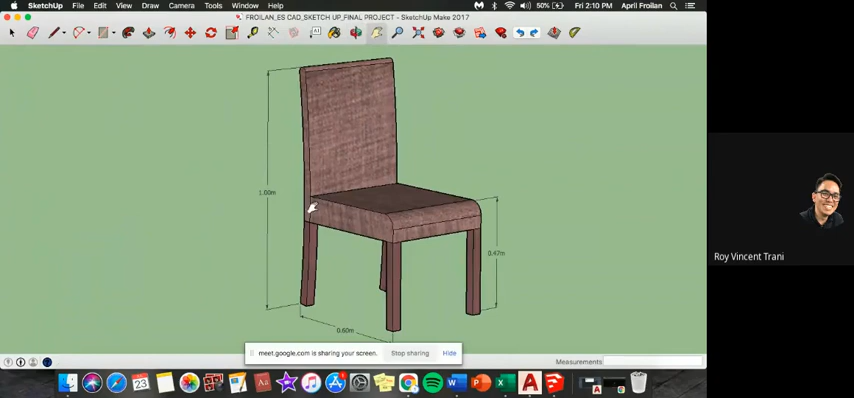 SketchUp File Edit View Draw Camera Tools Window Help 50% Fri 2:10 PM April Froilan
FROILAN_ES CAD_SKETCH UP_FINAL PROJECT - SketchUp Make 2017
1.00m
0.47m
0.60m
Roy Vincent Trani
meet.google.com is sharing your screen. Stop sharing Hide
Measurements
23